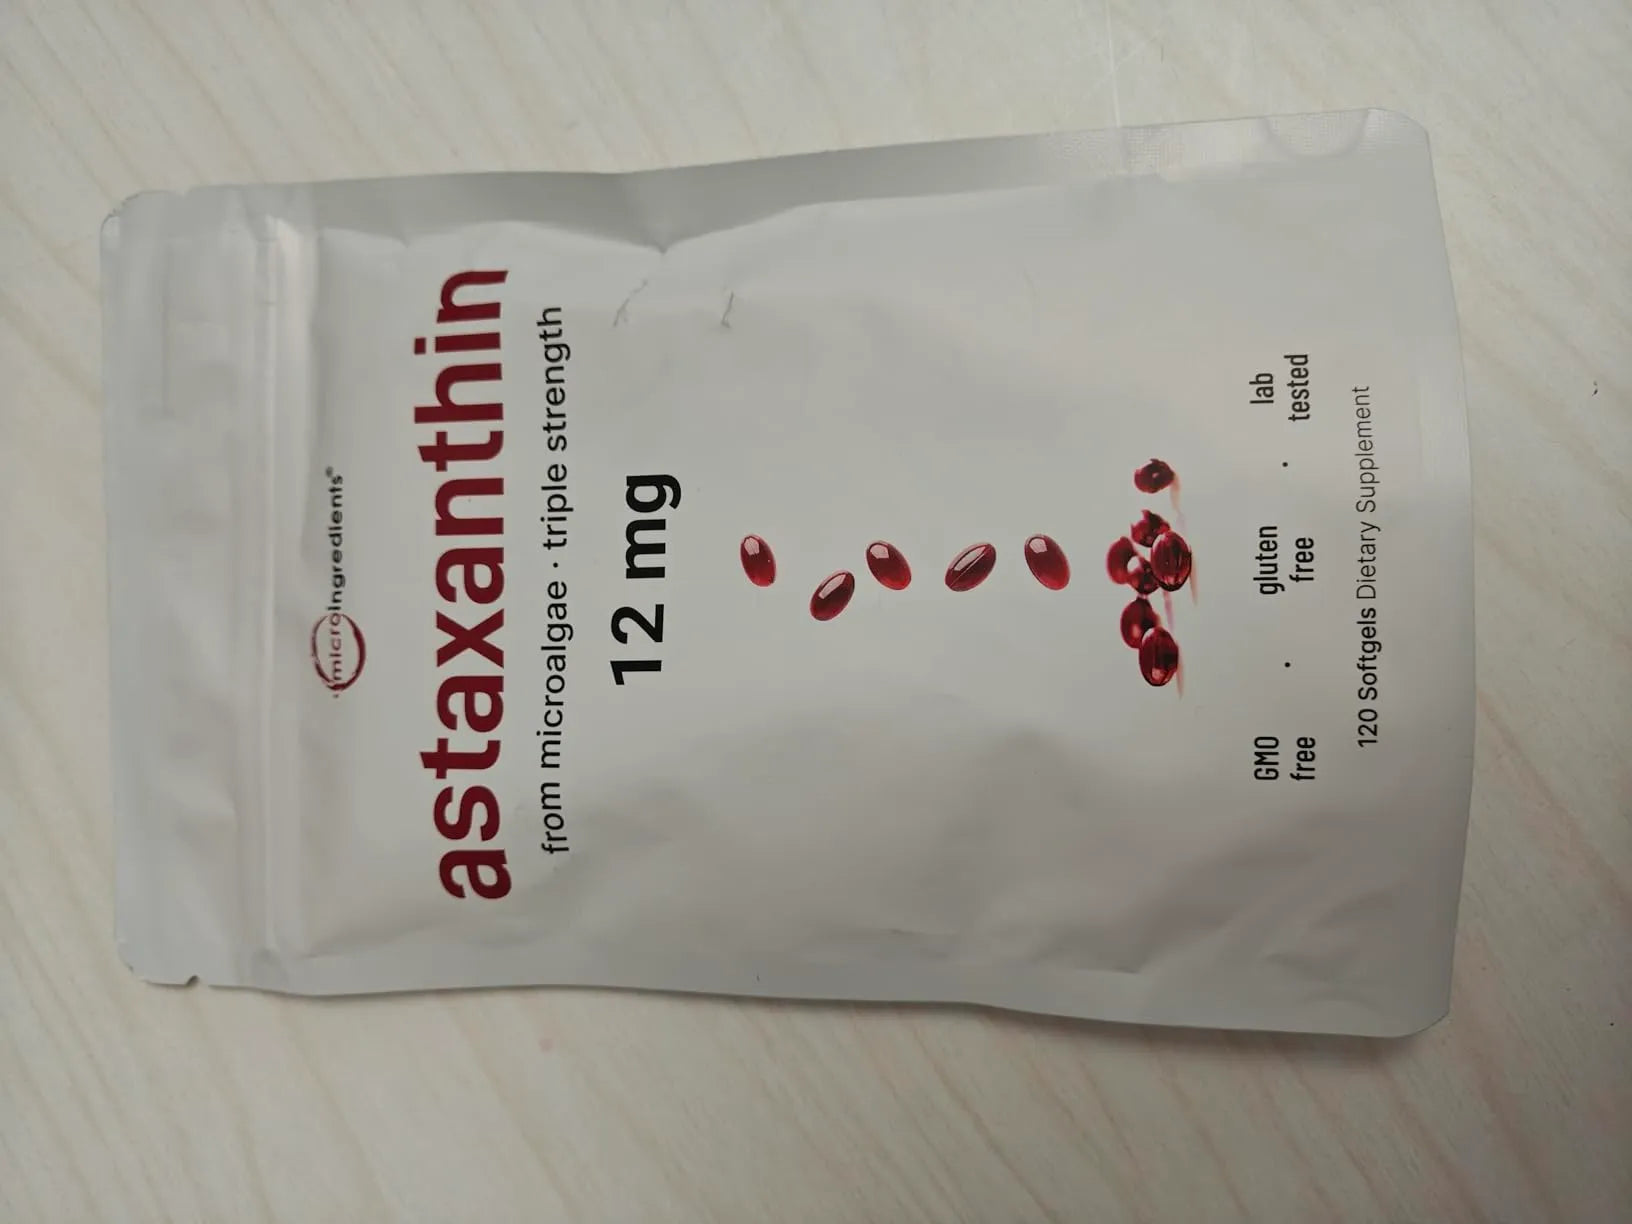 microingredients®
astaxanthin
from microalgae · triple strength
12 mg
GMO free · gluten free · lab tested
120 Softgels Dietary Supplement